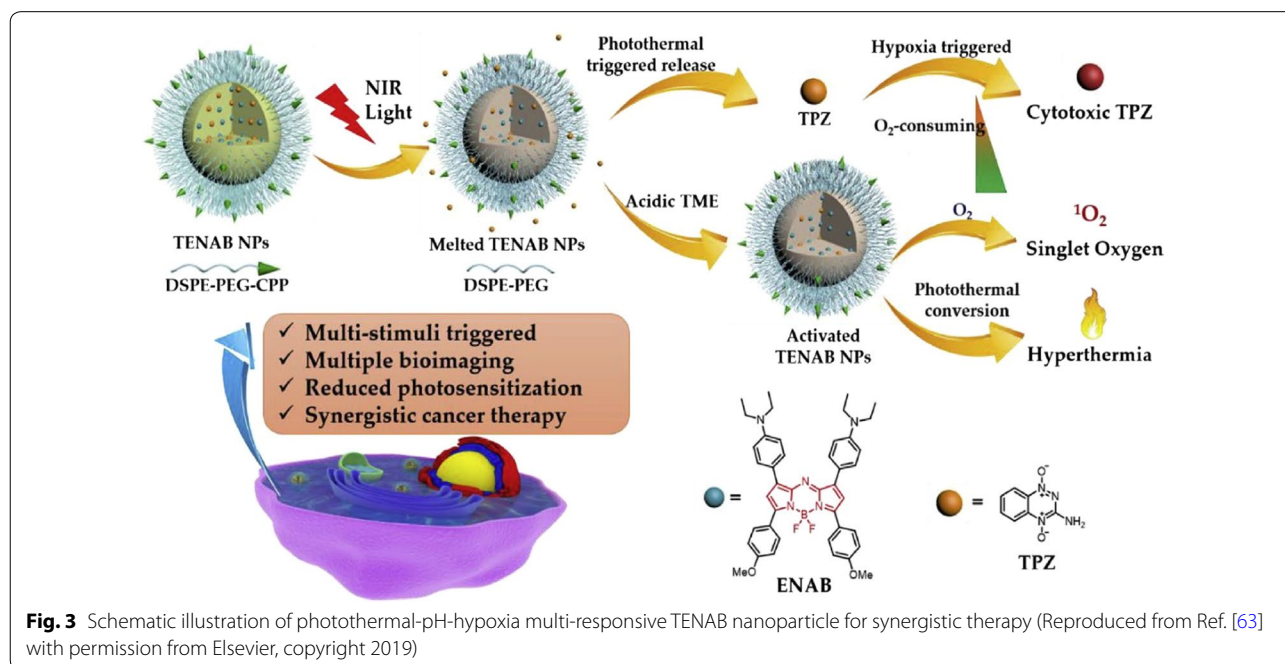 Photothermal
triggered release
Hypoxia triggered
NIR
Light
TPZ
O₂-consuming
Cytotoxic TPZ
Acidic TME
TENAB NPs
Melted TENAB NPs
O₂
¹O₂
Singlet Oxygen
DSPE-PEG-CPP
DSPE-PEG
Photothermal
conversion
Activated
TENAB NPs
Hyperthermia
✓ Multi-stimuli triggered
✓ Multiple bioimaging
✓ Reduced photosensitization
✓ Synergistic cancer therapy
=
N
N
N
N
N
B
F
F
MeO
OMe
ENAB
=
O⁻
N⁺
N
N⁺
NH₂
O⁻
TPZ
Fig. 3 Schematic illustration of photothermal-pH-hypoxia multi-responsive TENAB nanoparticle for synergistic therapy (Reproduced from Ref. [63]
with permission from Elsevier, copyright 2019)